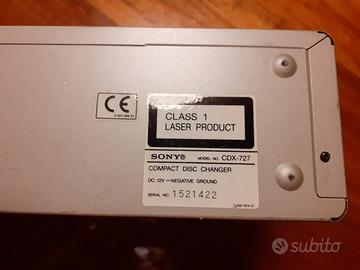 CE
CLASS 1
LASER PRODUCT
SONY® MODEL NO. CDX-727
COMPACT DISC CHANGER
DC 12V ⎓ NEGATIVE GROUND
SERIAL NO. 1521422
subito